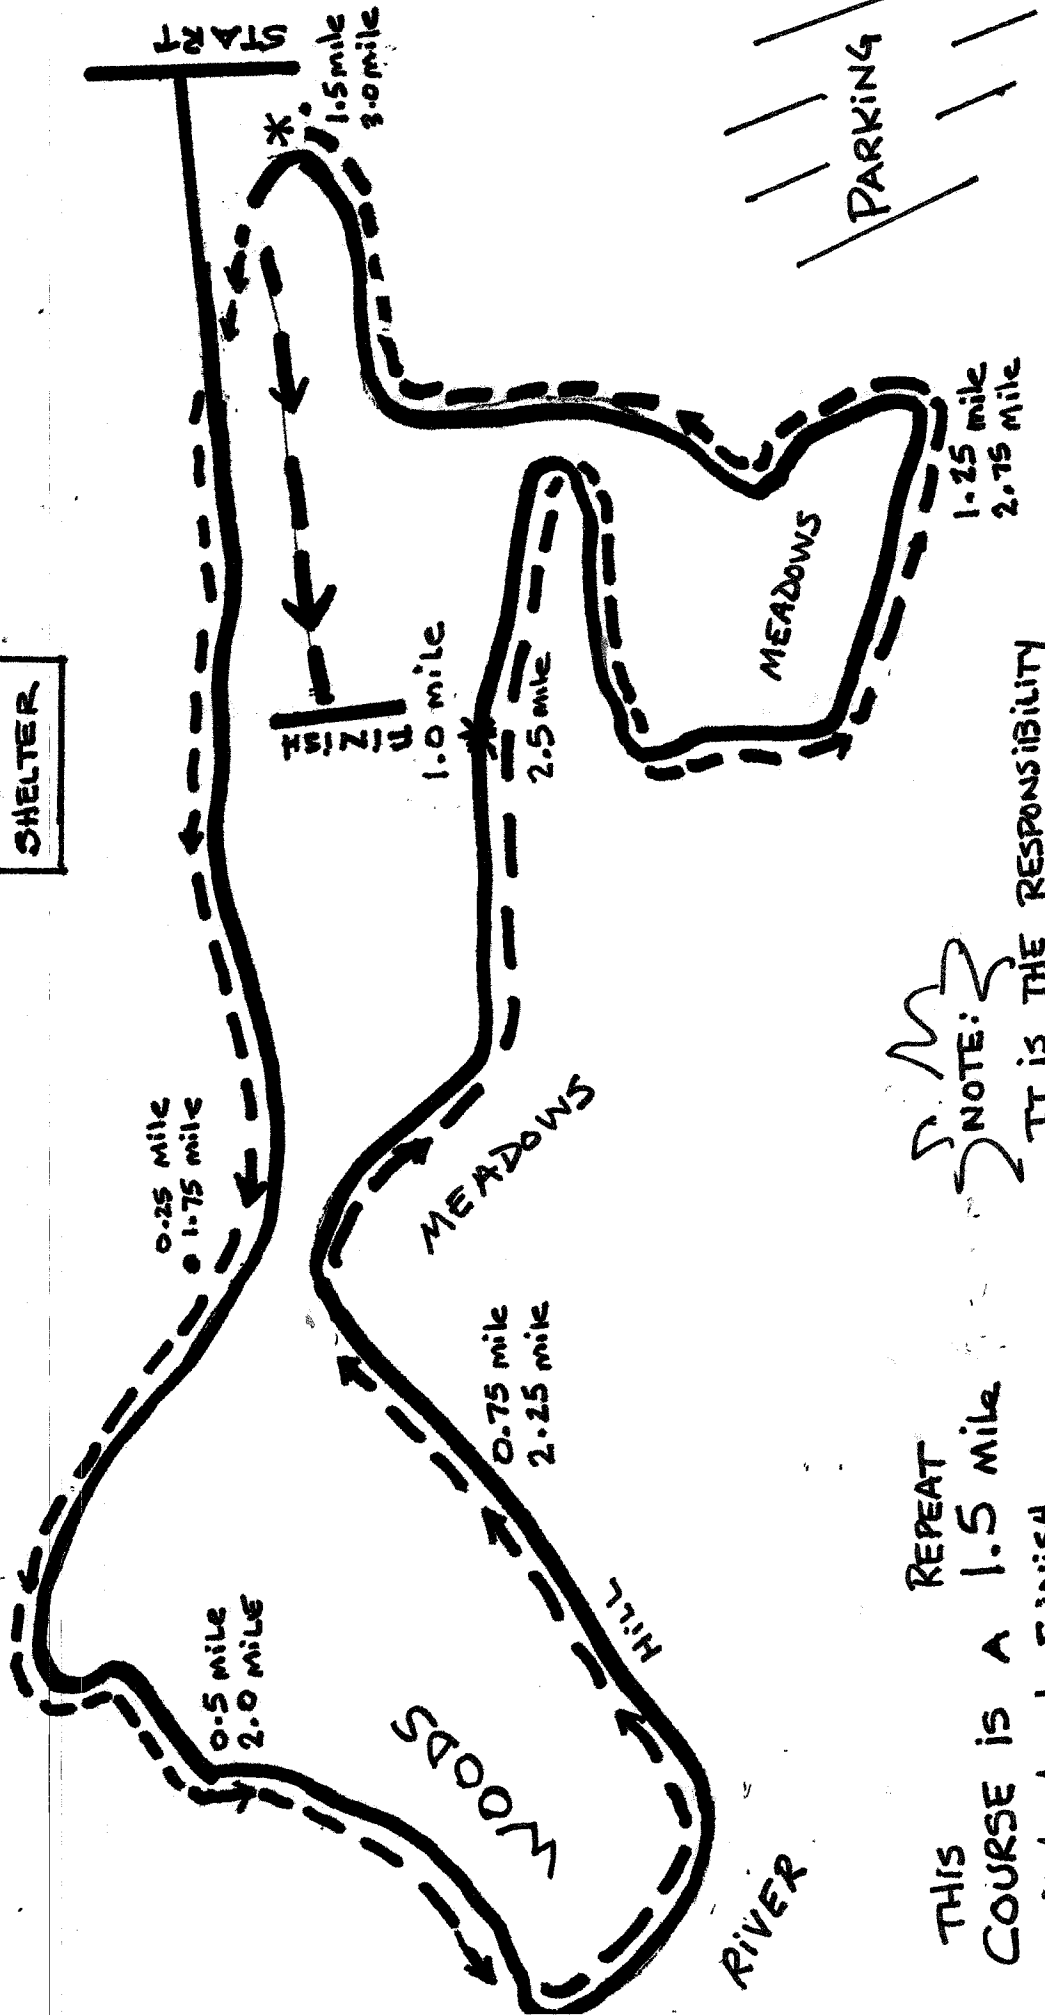 START
1.5 mile
3.0 mile
PARKING
SHELTER
FINISH
1.0 MiLE
2.5 mile
MEADOWS
1.25 mile
2.75 Mile
0.25 Mile
1.75 mile
MEADOWS
0.75 mile
2.25 mile
0.5 MiLE
2.0 MiLE
WOODS
HiLL
RiVER
THiS
COURSE iS A
REPEAT
1.5 Mile
NOTE:
IT iS THE RESPONSiBiLITY